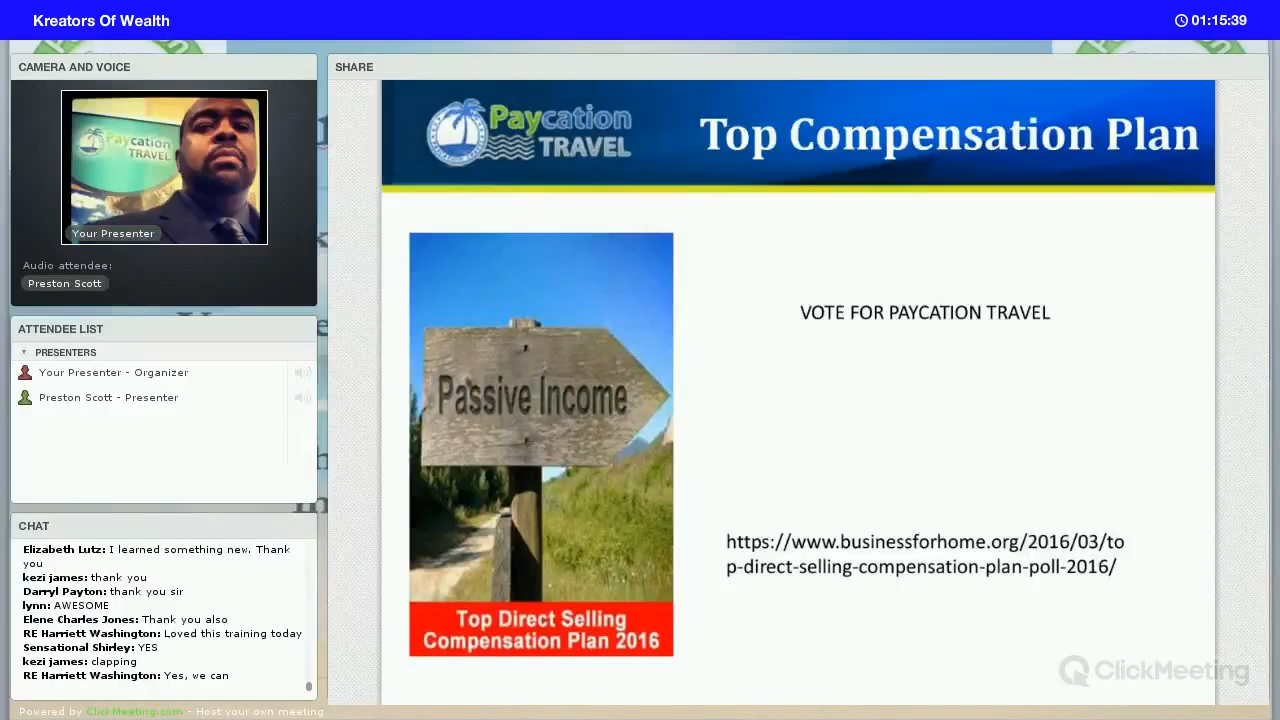 Kreators Of Wealth
01:15:39
CAMERA AND VOICE
Paycation
Your Presenter
Audio attendee:
Preston Scott
ATTENDEE LIST
PRESENTERS
Your Presenter - Organizer
Preston Scott - Presenter
CHAT
Elizabeth Lutz: I learned something new. Thank
you
kezi james: thank you
Darryl Payton: thank you sir
lynn: AWESOME
Elene Charles Jones: Thank you also
RE Harriett Washington: Loved this training today
Sensational Shirley: YES
kezi james: clapping
RE Harriett Washington: Yes, we can
Powered by ClickMeeting.com - Host your own meeting
SHARE
Paycation
TRAVEL
Top Compensation Plan
Passive Income
Top Direct Selling
Compensation Plan 2016
VOTE FOR PAYCATION TRAVEL
https://www.businessforhome.org/2016/03/to
p-direct-selling-compensation-plan-poll-2016/
ClickMeeting